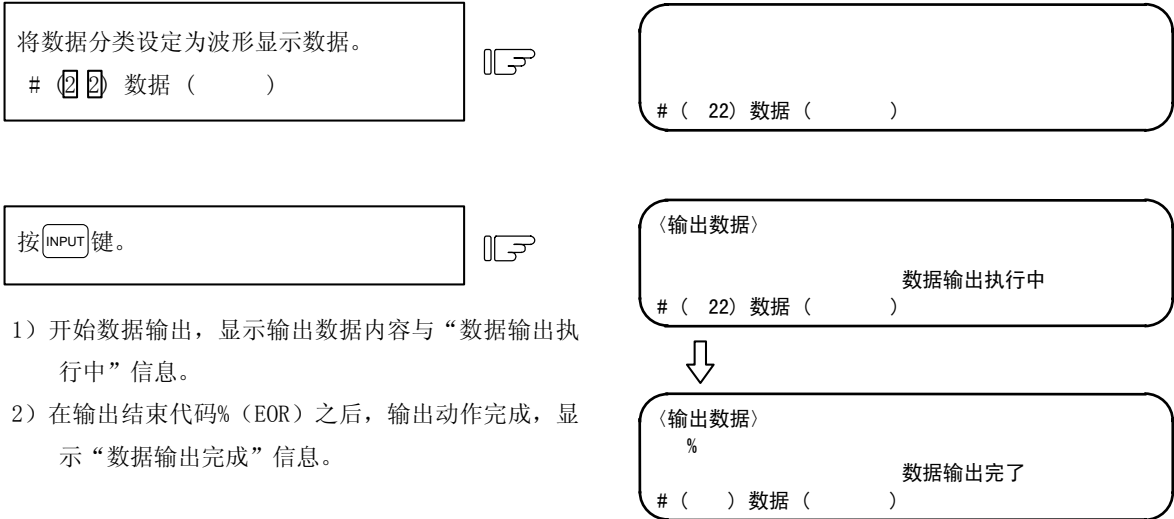 将数据分类设定为波形显示数据。
# (2 2) 数据 (        )
# (  22) 数据 (        )
按INPUT键。
〈输出数据〉
数据输出执行中
# (  22) 数据 (        )
1）开始数据输出，显示输出数据内容与“数据输出执
行中”信息。
2）在输出结束代码%（EOR）之后，输出动作完成，显
示“数据输出完成”信息。
〈输出数据〉
%
数据输出完了
# (    ) 数据 (        )